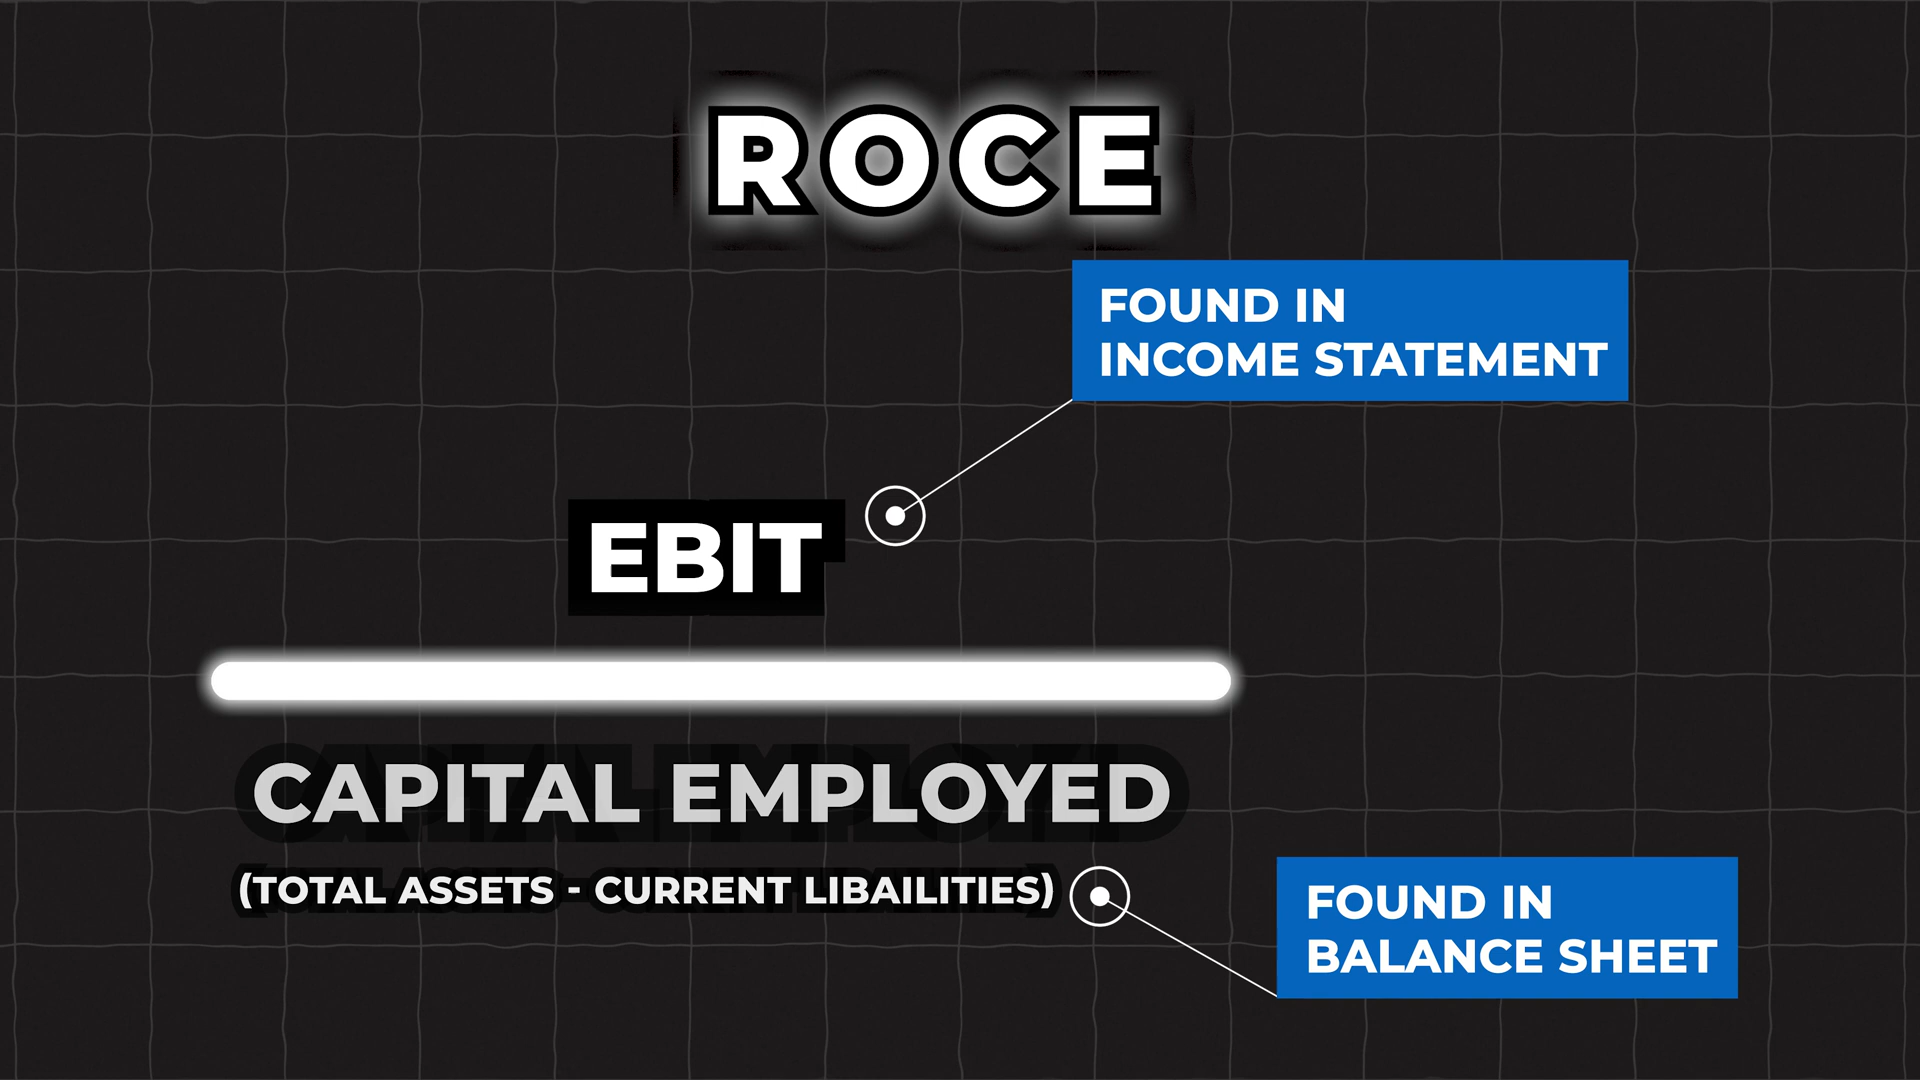 ROCE
FOUND IN
INCOME STATEMENT
EBIT
CAPITAL EMPLOYED
(TOTAL ASSETS - CURRENT LIBAILITIES)
FOUND IN
BALANCE SHEET